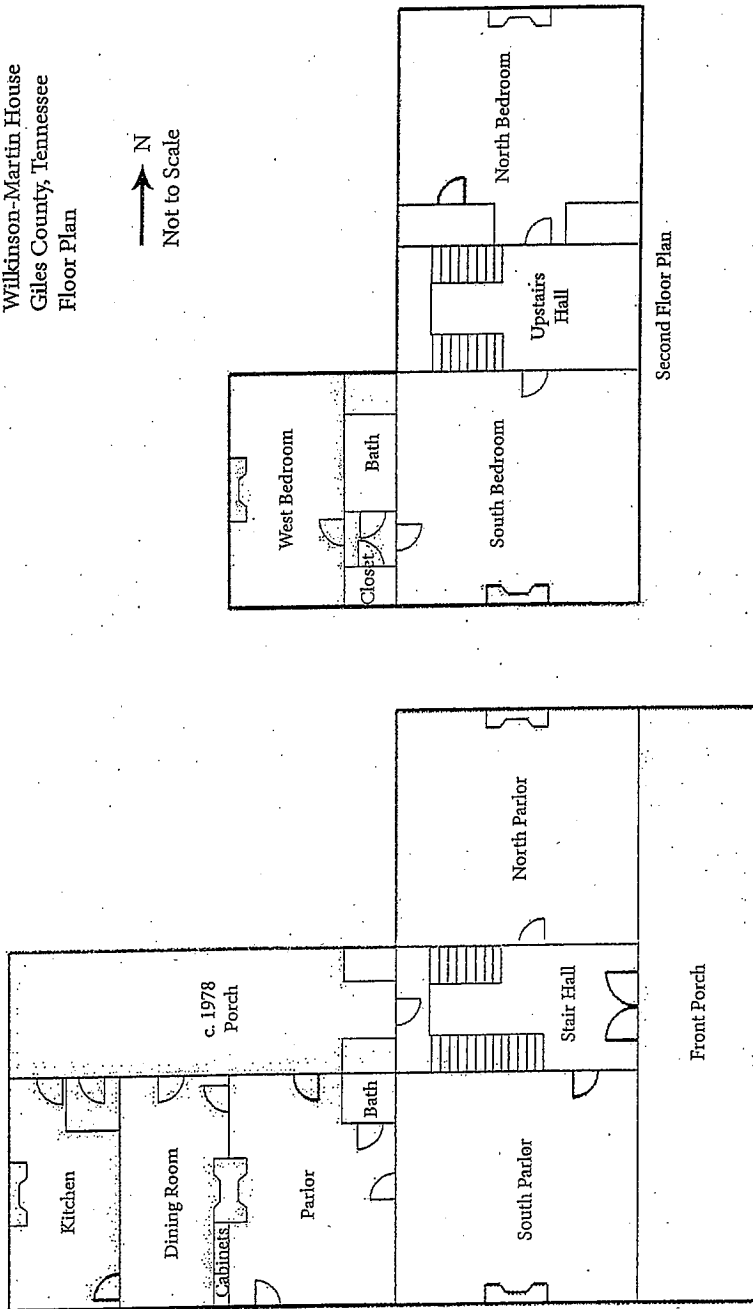 Wilkinson-Martin House
Giles County, Tennessee
Floor Plan
N
Not to Scale
North Bedroom
Upstairs
Hall
Second Floor Plan
West Bedroom
Bath
Closet
South Bedroom
Kitchen
Dining Room
Cabinets
Parlor
Bath
c. 1978
Porch
North Parlor
Stair Hall
South Parlor
Front Porch